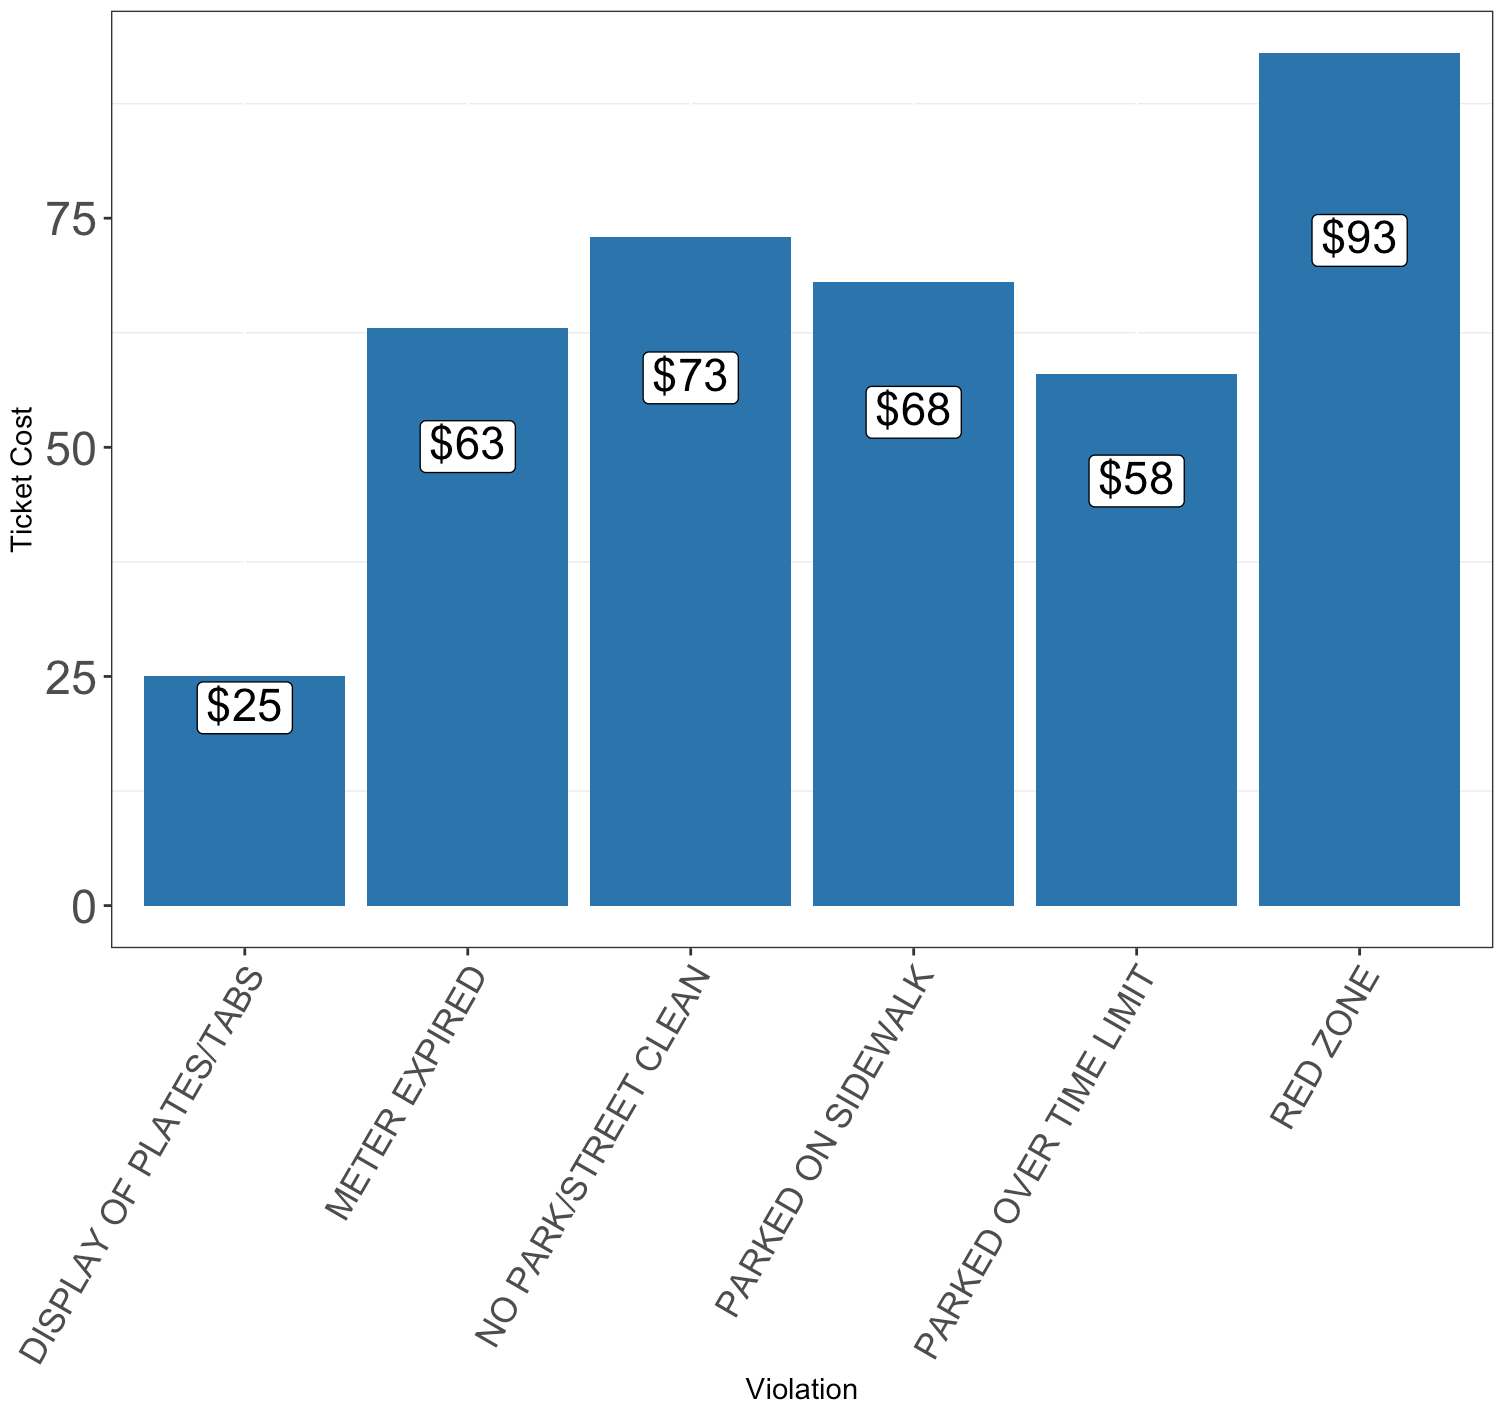 Ticket Cost
75
50
25
0
$25
$63
$73
$68
$58
$93
DISPLAY OF PLATES/TABS
METER EXPIRED
NO PARK/STREET CLEAN
PARKED ON SIDEWALK
PARKED OVER TIME LIMIT
RED ZONE
Violation